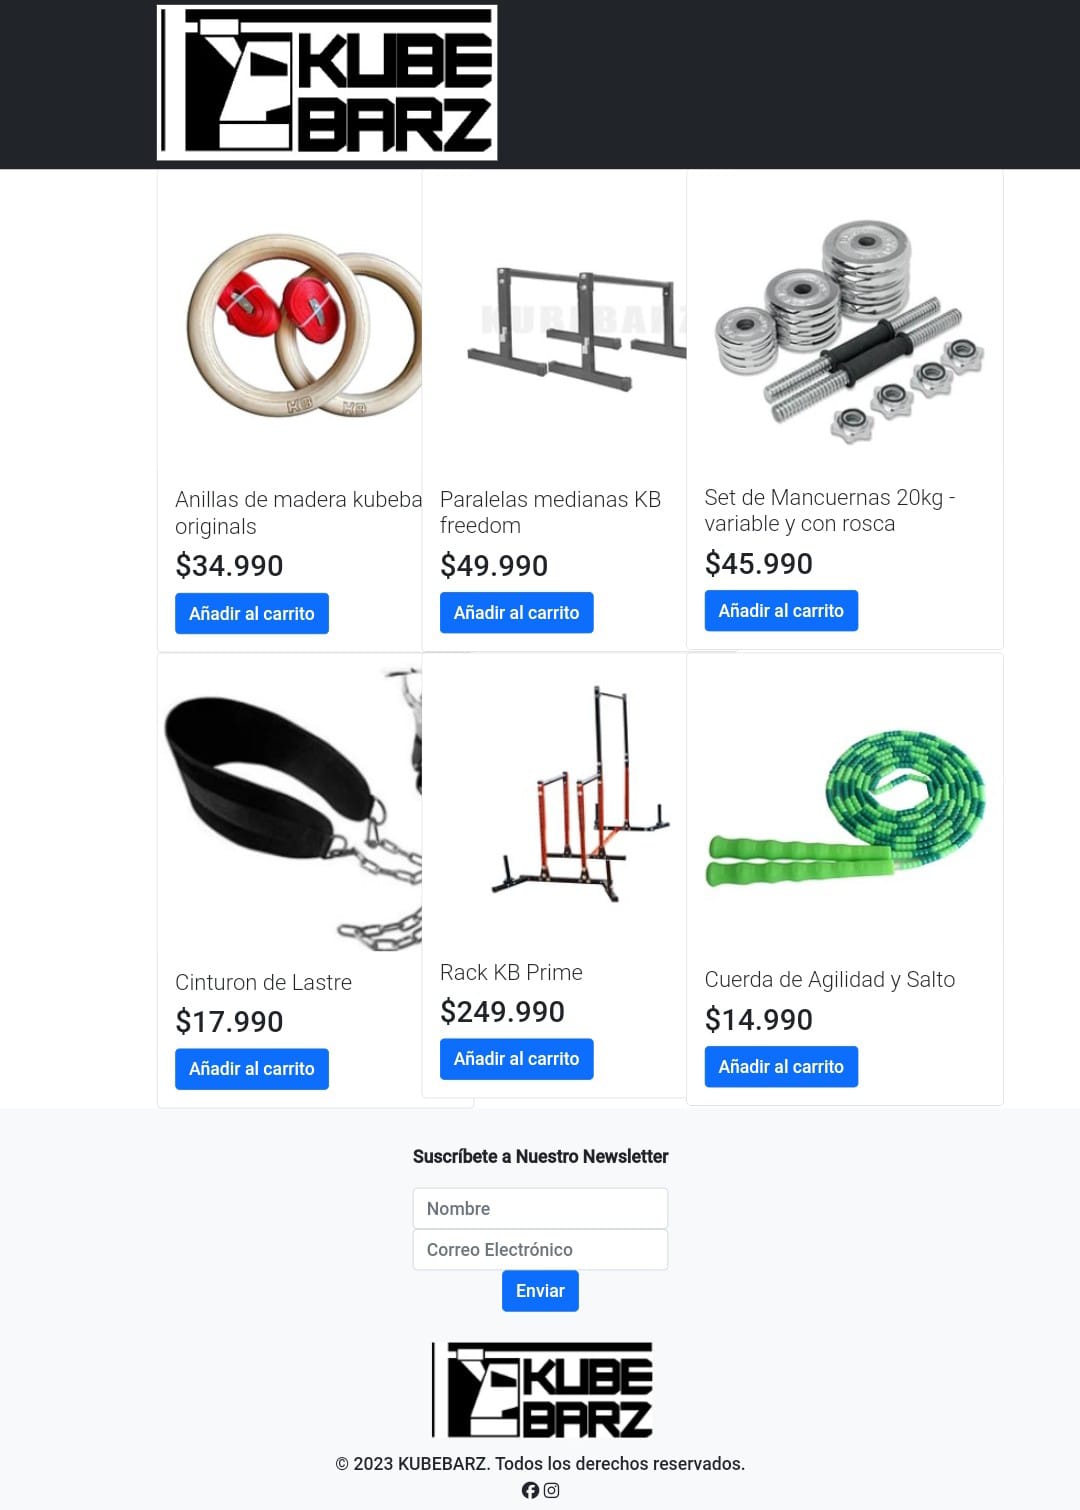 KUBE
BARZ
KB KB
KUBEBARZ
Anillas de madera kubeba
originals
$34.990
Añadir al carrito
Paralelas medianas KB
freedom
$49.990
Añadir al carrito
Set de Mancuernas 20kg -
variable y con rosca
$45.990
Añadir al carrito
Cinturon de Lastre
$17.990
Añadir al carrito
Rack KB Prime
$249.990
Añadir al carrito
Cuerda de Agilidad y Salto
$14.990
Añadir al carrito
Suscríbete a Nuestro Newsletter
Nombre
Correo Electrónico
Enviar
KUBE
BARZ
© 2023 KUBEBARZ. Todos los derechos reservados.